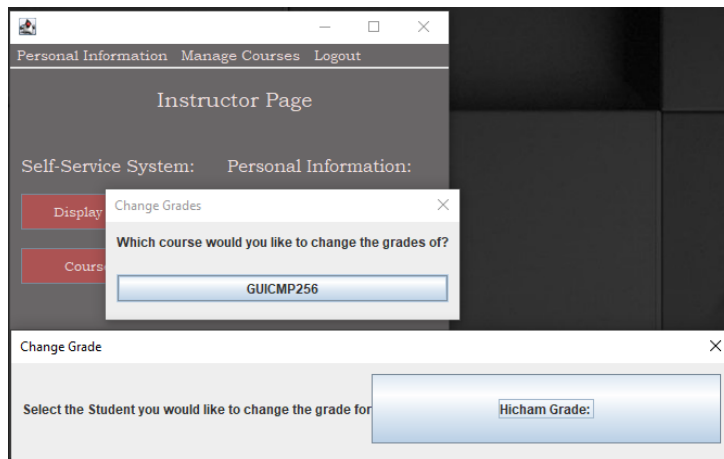 Personal Information Manage Courses Logout
Instructor Page
Self-Service System: Personal Information:
Display
Change Grades
Which course would you like to change the grades of?
Course
GUICMP256
Change Grade
Select the Student you would like to change the grade for
Hicham Grade: